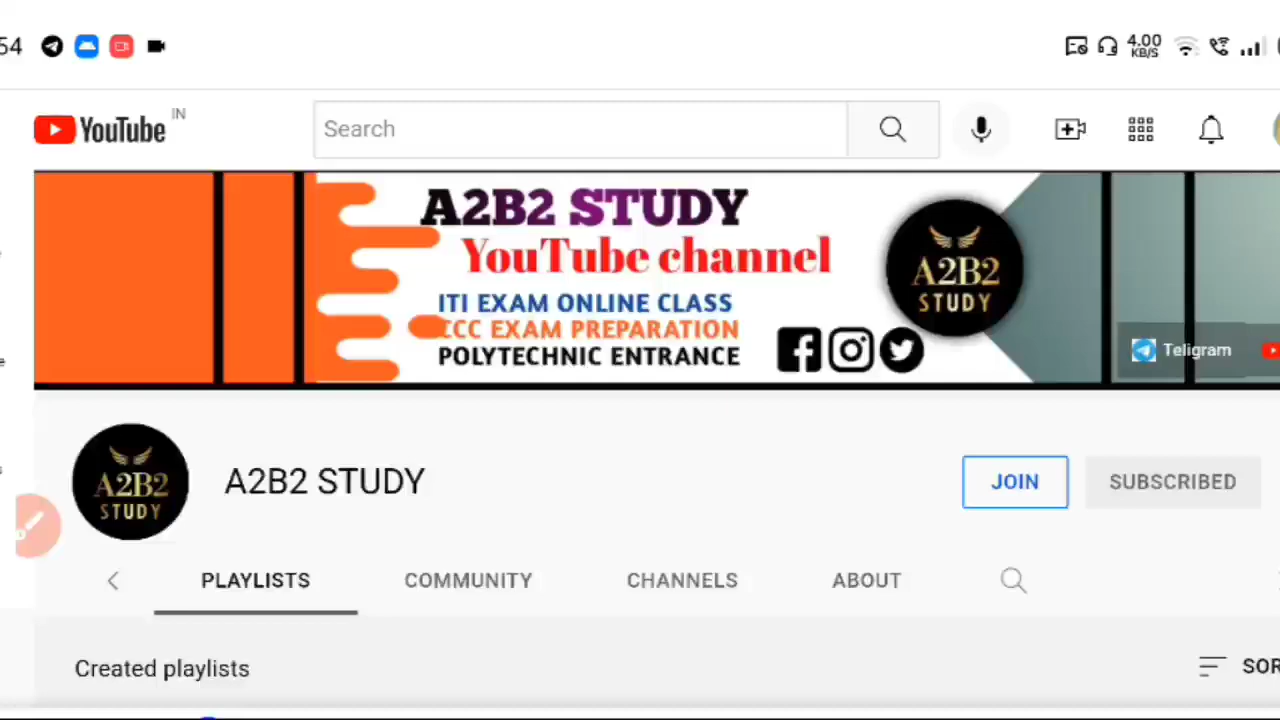 54
4.00
KB/S
YouTube IN
Search
A2B2 STUDY
YouTube channel
ITI EXAM ONLINE CLASS
CCC EXAM PREPARATION
POLYTECHNIC ENTRANCE
A2B2
STUDY
Teligram
A2B2
STUDY
A2B2 STUDY
JOIN
SUBSCRIBED
PLAYLISTS
COMMUNITY
CHANNELS
ABOUT
Created playlists
SOR